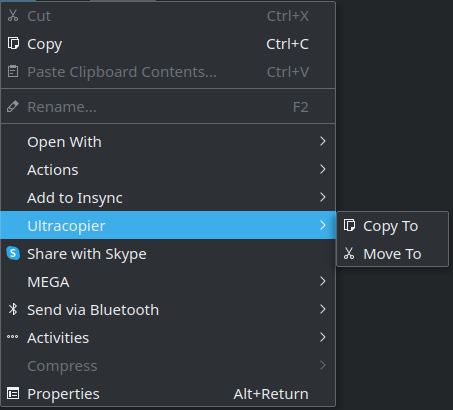 Cut Ctrl+X
Copy Ctrl+C
Paste Clipboard Contents... Ctrl+V
Rename... F2
Open With
Actions
Add to Insync
Ultracopier
Copy To
Share with Skype
Move To
MEGA
Send via Bluetooth
Activities
Compress
Properties Alt+Return